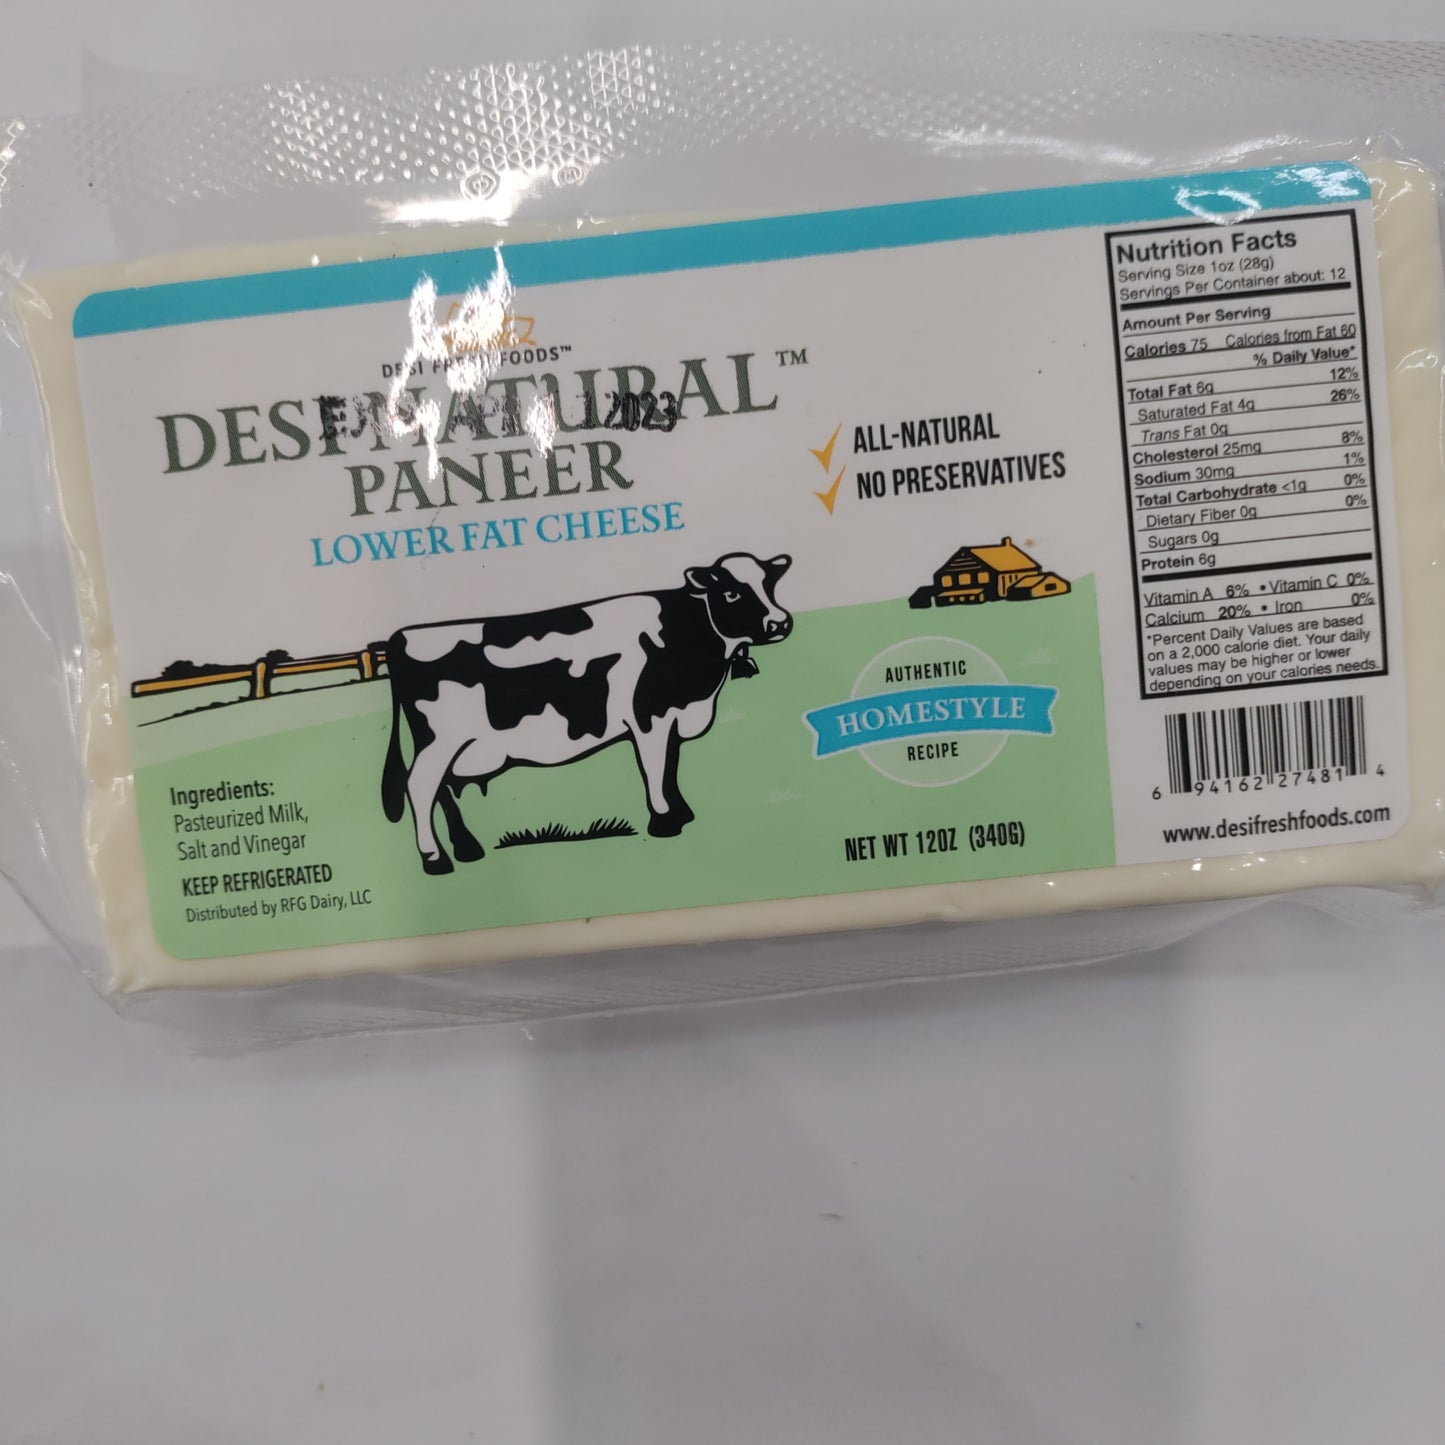 DESI FRESH FOODS™
DESI NATURAL™
PANEER
LOWER FAT CHEESE
2023
ALL-NATURAL
NO PRESERVATIVES
AUTHENTIC
HOMESTYLE
RECIPE
Ingredients:
Pasteurized Milk,
Salt and Vinegar
KEEP REFRIGERATED
Distributed by RFG Dairy, LLC
NET WT 12OZ (340G)
Nutrition Facts
Serving Size 1oz (28g)
Servings Per Container about: 12
Amount Per Serving
Calories 75 Calories from Fat 60
% Daily Value*
Total Fat 6g 12%
Saturated Fat 4g 26%
Trans Fat 0g
Cholesterol 25mg 8%
Sodium 30mg 1%
Total Carbohydrate <1g 0%
Dietary Fiber 0g 0%
Sugars 0g
Protein 6g
Vitamin A 6% • Vitamin C 0%
Calcium 20% • Iron 0%
*Percent Daily Values are based
on a 2,000 calorie diet. Your daily
values may be higher or lower
depending on your calories needs.
6 94162 27481 4
www.desifreshfoods.com